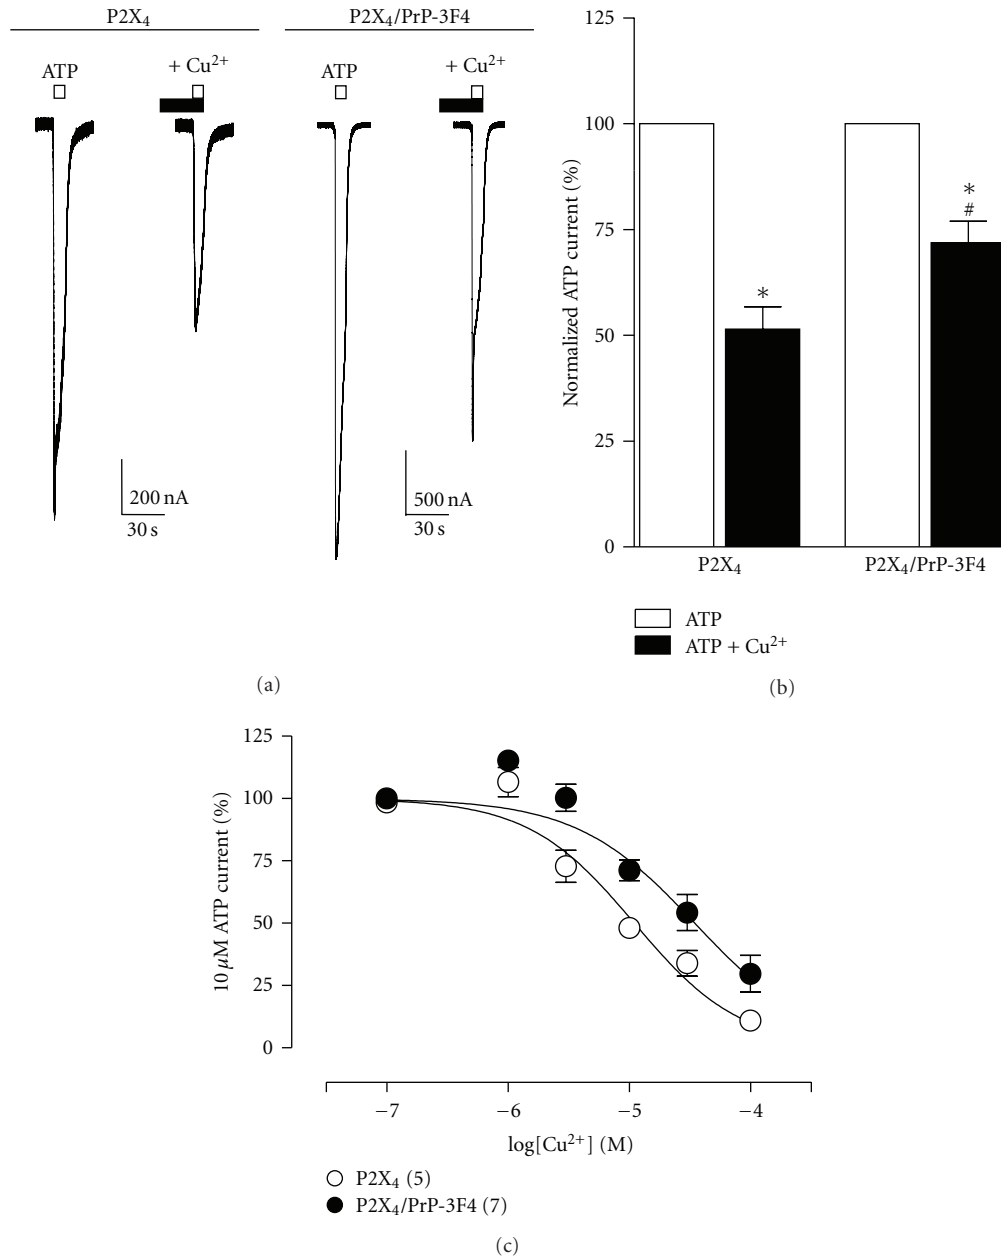 P2X₄
P2X₄/PrP-3F4
ATP
+ Cu²⁺
ATP
+ Cu²⁺
200 nA
30 s
500 nA
30 s
(a)
Normalized ATP current (%)
125
100
75
50
25
0
*
*
#
P2X₄
P2X₄/PrP-3F4
ATP
ATP + Cu²⁺
(b)
10 µM ATP current (%)
125
100
75
50
25
0
−7
−6
−5
−4
log[Cu²⁺] (M)
P2X₄ (5)
P2X₄/PrP-3F4 (7)
(c)